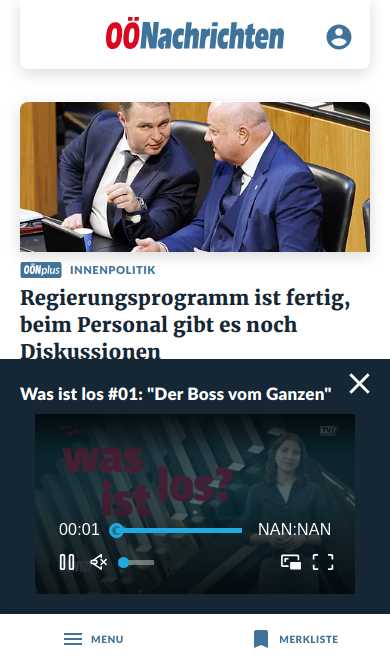 OÖNachrichten
OÖNplus INNENPOLITIK
Regierungsprogramm ist fertig,
beim Personal gibt es noch
Diskussionen
Was ist los #01: "Der Boss vom Ganzen"
TV1
was
ist los?
00:01 NAN:NAN
MENU MERKLISTE